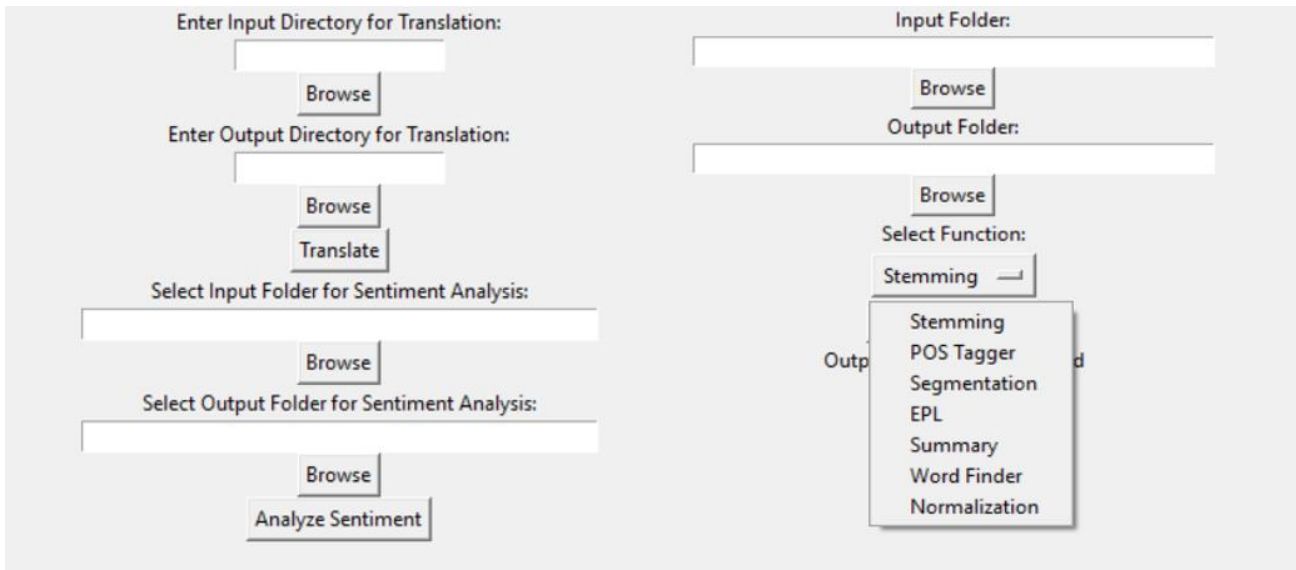 Enter Input Directory for Translation:
Browse
Enter Output Directory for Translation:
Browse
Translate
Select Input Folder for Sentiment Analysis:
Browse
Select Output Folder for Sentiment Analysis:
Browse
Analyze Sentiment
Input Folder:
Browse
Output Folder:
Browse
Select Function:
Stemming
Stemming
POS Tagger
Segmentation
EPL
Summary
Word Finder
Normalization